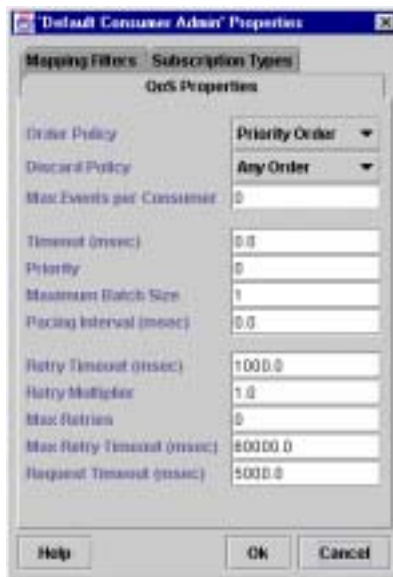 'Default Consumer Admin' Properties
Mapping Filters Subscription Types
QoS Properties
Order Policy Priority Order
Discard Policy Any Order
Max Events per Consumer 0
Timeout (msec) 0.0
Priority 0
Maximum Batch Size 1
Pacing Interval (msec) 0.0
Retry Timeout (msec) 1000.0
Retry Multiplier 1.0
Max Retries 0
Max Retry Timeout (msec) 60000.0
Request Timeout (msec) 5000.0
Help Ok Cancel